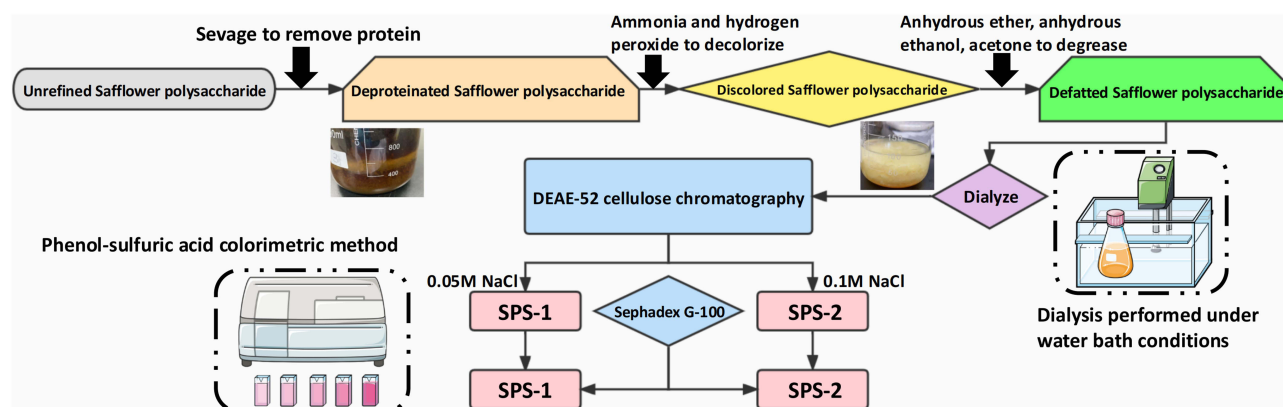 Sevage to remove protein
Ammonia and hydrogen
peroxide to decolorize
Anhydrous ether, anhydrous
ethanol, acetone to degrease
Unrefined Safflower polysaccharide
Deproteinated Safflower polysaccharide
Discolored Safflower polysaccharide
Defatted Safflower polysaccharide
800
400
DEAE-52 cellulose chromatography
Dialyze
Phenol-sulfuric acid colorimetric method
0.05M NaCl
0.1M NaCl
SPS-1
Sephadex G-100
SPS-2
Dialysis performed under
water bath conditions
SPS-1
SPS-2